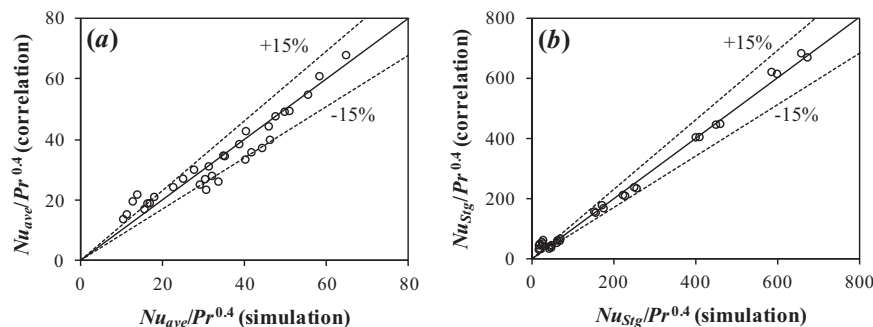 (a)
+15%
-15%
80
60
40
20
0
0 20 40 60 80
Nu_ave/Pr^0.4 (correlation)
Nu_ave/Pr^0.4 (simulation)
(b)
+15%
-15%
800
600
400
200
0
0 200 400 600 800
Nu_Stg/Pr^0.4 (correlation)
Nu_Stg/Pr^0.4 (simulation)